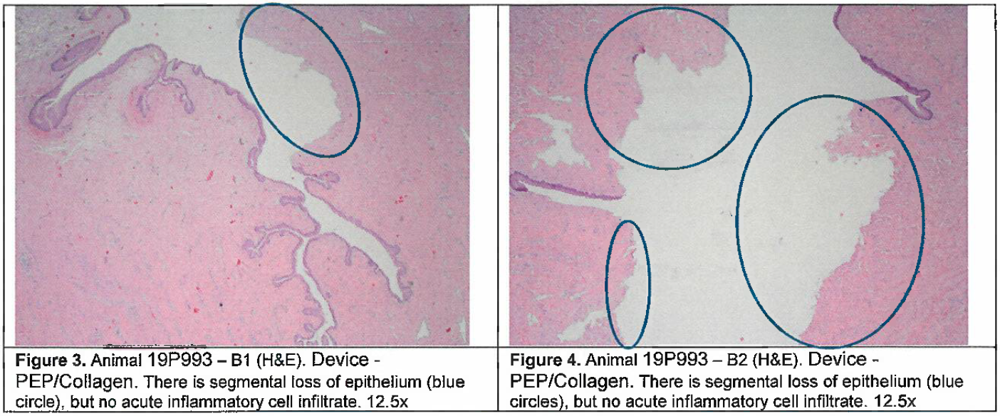 Figure 3. Animal 19P993 – B1 (H&E). Device -
PEP/Collagen. There is segmental loss of epithelium (blue
circle), but no acute inflammatory cell infiltrate. 12.5x
Figure 4. Animal 19P993 – B2 (H&E). Device -
PEP/Collagen. There is segmental loss of epithelium (blue
circles), but no acute inflammatory cell infiltrate. 12.5x